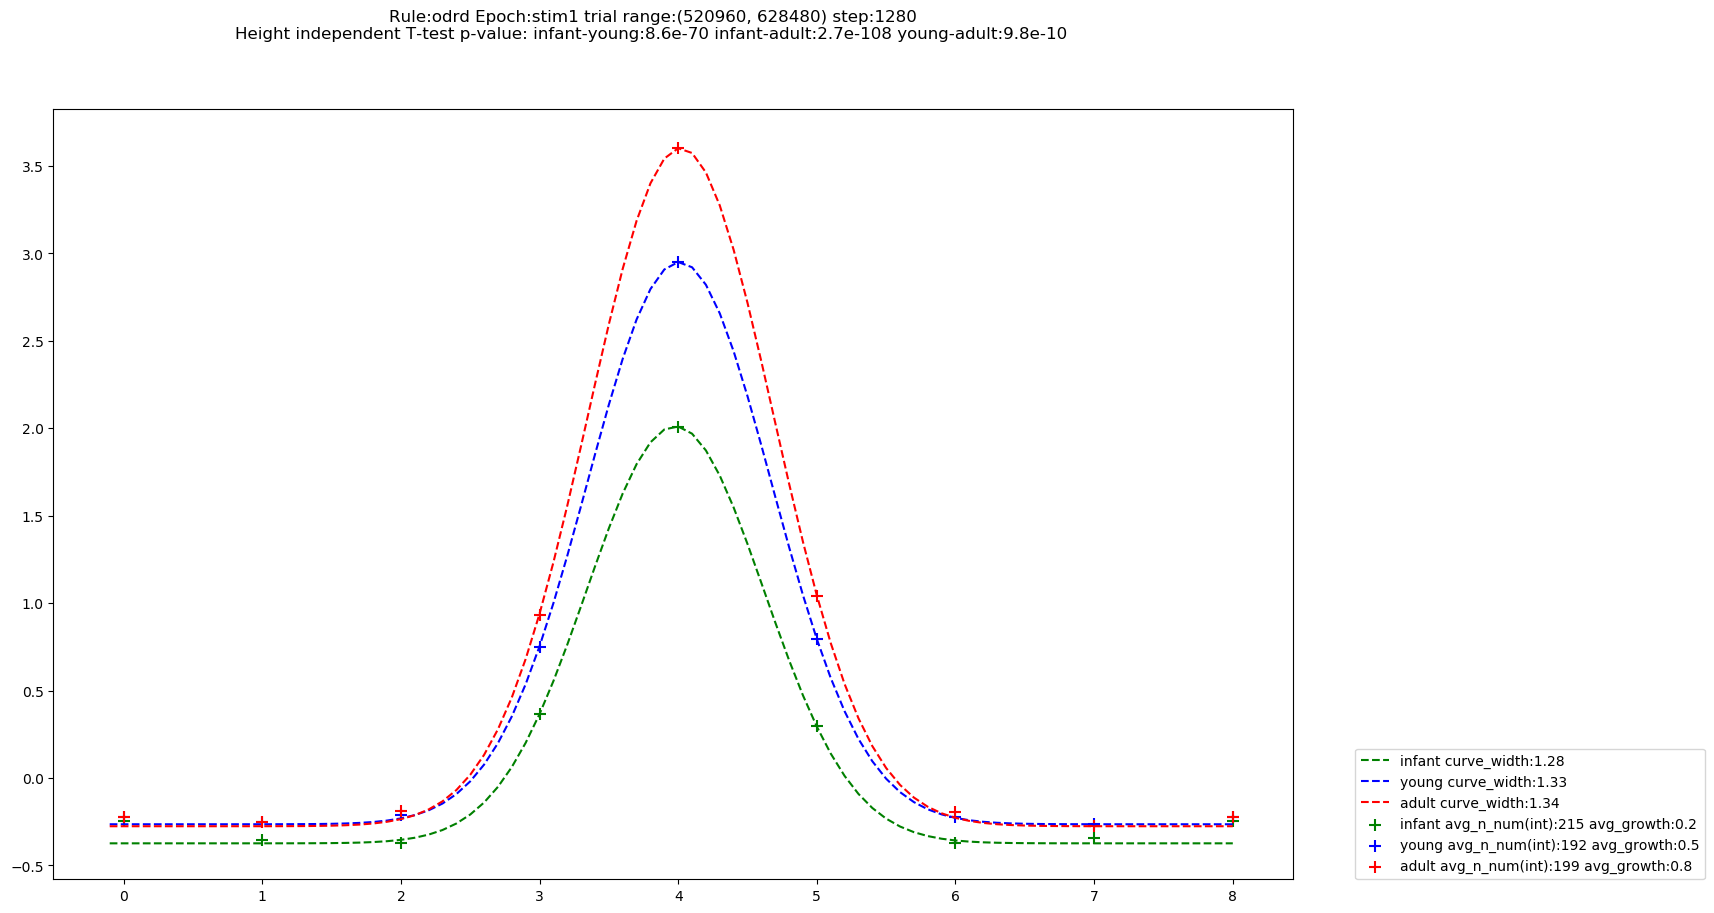 Rule:odrd Epoch:stim1 trial range:(520960, 628480) step:1280
Height independent T-test p-value: infant-young:8.6e-70 infant-adult:2.7e-108 young-adult:9.8e-10
3.5
3.0
2.5
2.0
1.5
1.0
0.5
0.0
−0.5
0 1 2 3 4 5 6 7 8
infant curve_width:1.28
young curve_width:1.33
adult curve_width:1.34
infant avg_n_num(int):215 avg_growth:0.2
young avg_n_num(int):192 avg_growth:0.5
adult avg_n_num(int):199 avg_growth:0.8